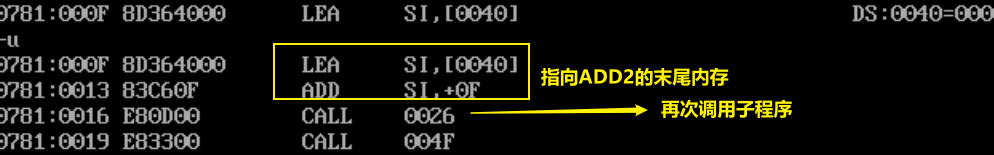 0781:000F 8D364000 LEA SI,[0040] DS:0040=000
-u
0781:000F 8D364000 LEA SI,[0040]
0781:0013 83C60F ADD SI,+0F
指向ADD2的末尾内存
0781:0016 E80D00 CALL 0026
再次调用子程序
0781:0019 E83300 CALL 004F